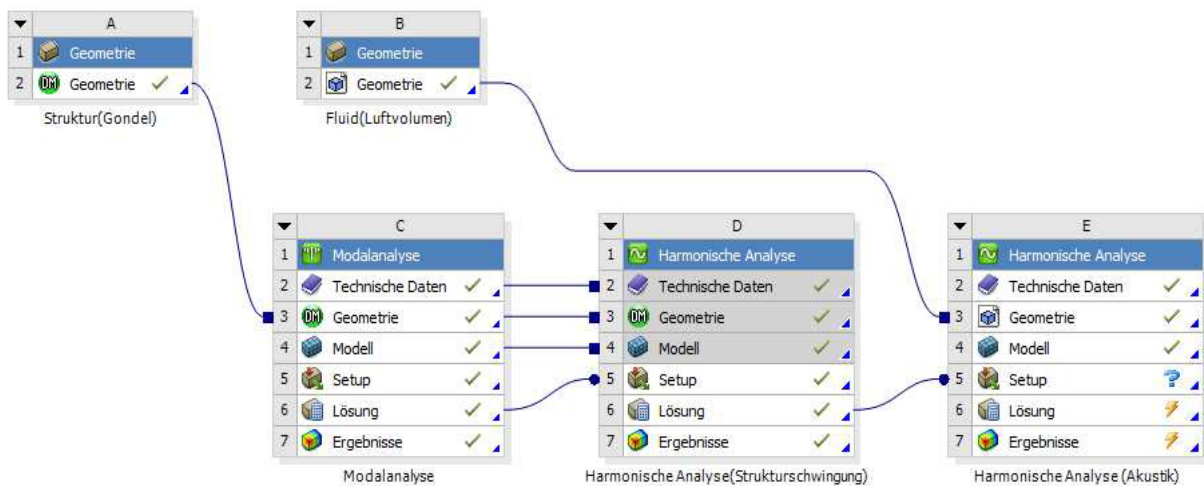 A
1 Geometrie
2 DM Geometrie
Struktur(Gondel)
B
1 Geometrie
2 Geometrie
Fluid(Luftvolumen)
C
1 Modalanalyse
2 Technische Daten
3 DM Geometrie
4 Modell
5 Setup
6 Lösung
7 Ergebnisse
Modalanalyse
D
1 Harmonische Analyse
2 Technische Daten
3 DM Geometrie
4 Modell
5 Setup
6 Lösung
7 Ergebnisse
Harmonische Analyse(Strukturschwingung)
E
1 Harmonische Analyse
2 Technische Daten
3 Geometrie
4 Modell
5 Setup ?
6 Lösung
7 Ergebnisse
Harmonische Analyse (Akustik)